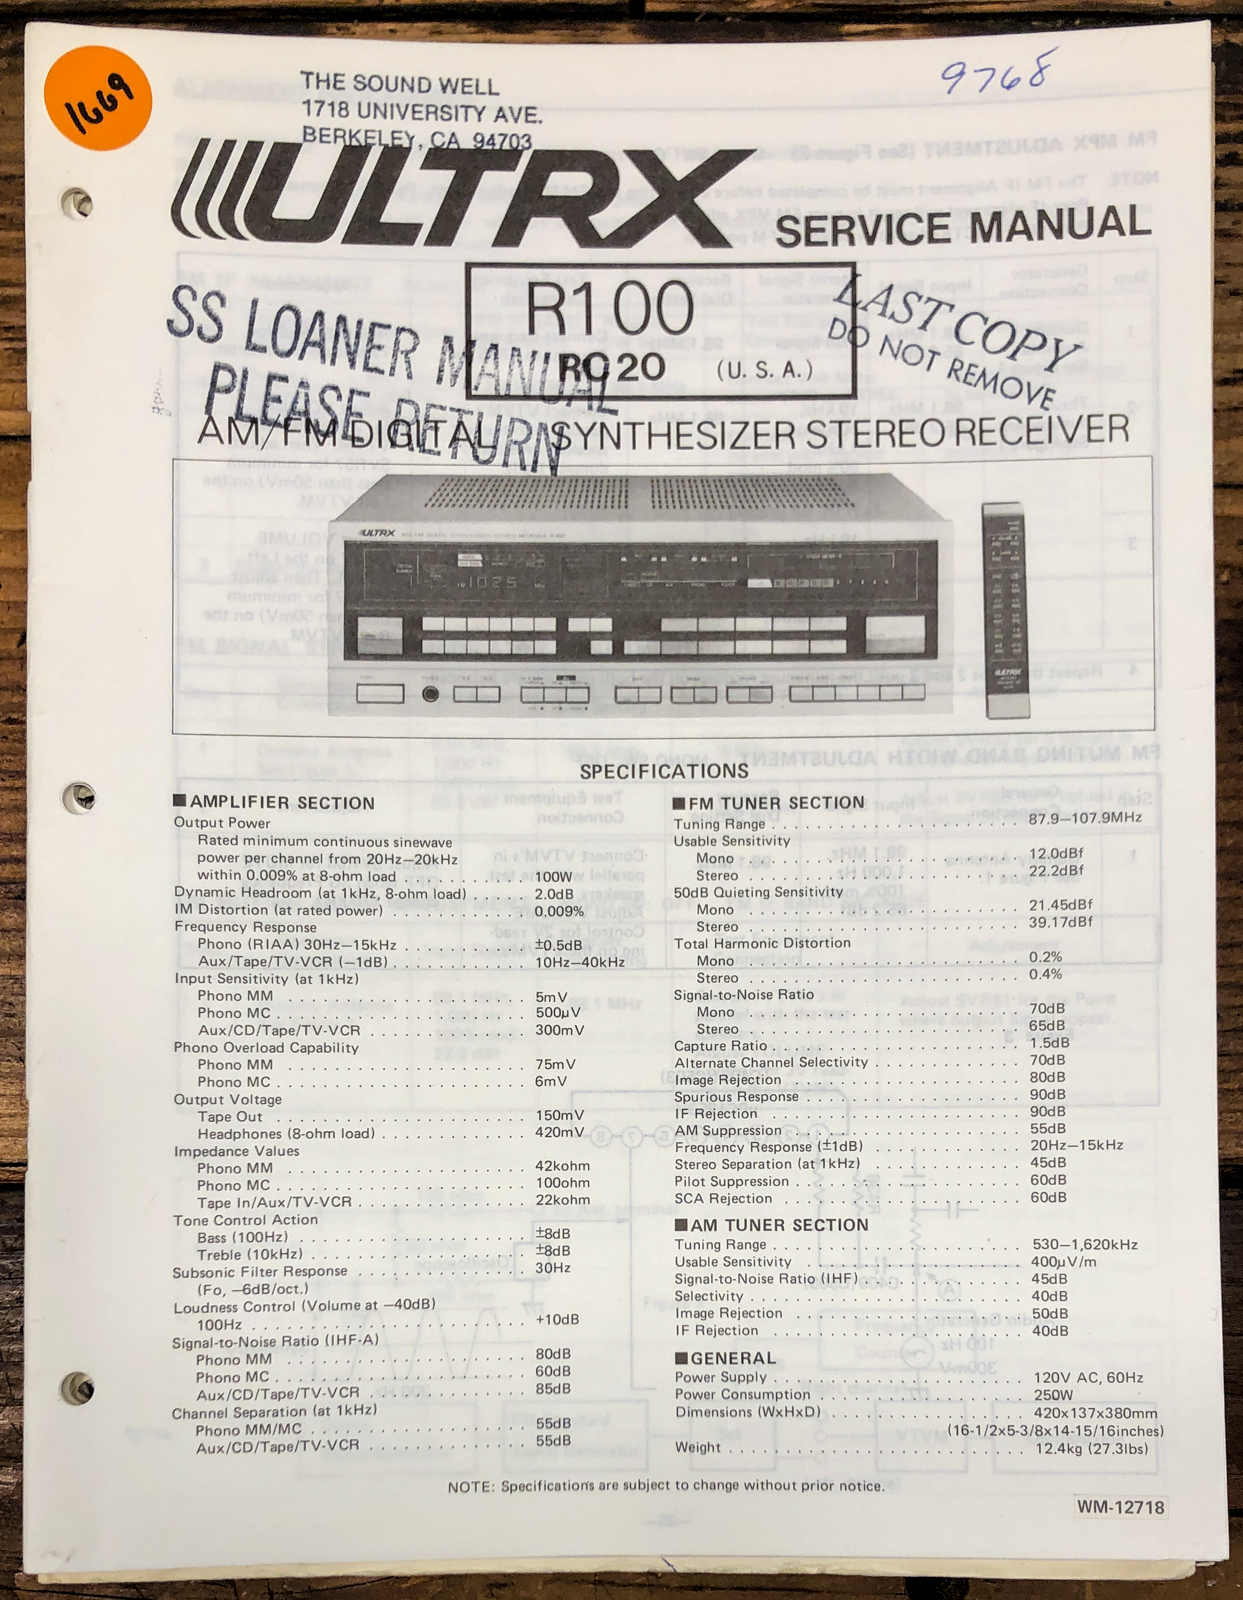 1669
THE SOUND WELL
1718 UNIVERSITY AVE.
BERKELEY, CA 94703
9768
ULTRX SERVICE MANUAL
R100
RC20 (U. S. A.)
SS LOANER MANUAL
PLEASE RETURN
LAST COPY
DO NOT REMOVE
AM/FM DIGITAL SYNTHESIZER STEREO RECEIVER
ULTRX
1025
ULTRX
SPECIFICATIONS
■ AMPLIFIER SECTION
Output Power
Rated minimum continuous sinewave
power per channel from 20Hz—20kHz
within 0.009% at 8-ohm load . . . . . . . . . . . . 100W
Dynamic Headroom (at 1kHz, 8-ohm load) . . . . . . 2.0dB
IM Distortion (at rated power) . . . . . . . . . . . . . 0.009%
Frequency Response
Phono (RIAA) 30Hz—15kHz . . . . . . . . . . . . ±0.5dB
Aux/Tape/TV-VCR (—1dB) . . . . . . . . . . . . 10Hz—40kHz
Input Sensitivity (at 1kHz)
Phono MM . . . . . . . . . . . . . . . . . . . . 5mV
Phono MC . . . . . . . . . . . . . . . . . . . . 500µV
Aux/CD/Tape/TV-VCR . . . . . . . . . . . . . . 300mV
Phono Overload Capability
Phono MM . . . . . . . . . . . . . . . . . . . . 75mV
Phono MC . . . . . . . . . . . . . . . . . . . . 6mV
Output Voltage
Tape Out . . . . . . . . . . . . . . . . . . . . 150mV
Headphones (8-ohm load) . . . . . . . . . . . . . 420mV
Impedance Values
Phono MM . . . . . . . . . . . . . . . . . . . . 42kohm
Phono MC . . . . . . . . . . . . . . . . . . . . 100ohm
Tape In/Aux/TV-VCR . . . . . . . . . . . . . . . 22kohm
Tone Control Action
Bass (100Hz) . . . . . . . . . . . . . . . . . . . ±8dB
Treble (10kHz) . . . . . . . . . . . . . . . . . . ±8dB
Subsonic Filter Response . . . . . . . . . . . . . . . 30Hz
(Fo, —6dB/oct.)
Loudness Control (Volume at —40dB)
100Hz . . . . . . . . . . . . . . . . . . . . . . +10dB
Signal-to-Noise Ratio (IHF-A)
Phono MM . . . . . . . . . . . . . . . . . . . . 80dB
Phono MC . . . . . . . . . . . . . . . . . . . . 60dB
Aux/CD/Tape/TV-VCR . . . . . . . . . . . . . . 85dB
Channel Separation (at 1kHz)
Phono MM/MC . . . . . . . . . . . . . . . . . . 55dB
Aux/CD/Tape/TV-VCR . . . . . . . . . . . . . . 55dB
■ FM TUNER SECTION
Tuning Range . . . . . . . . . . . . . . . . . . . . 87.9—107.9MHz
Usable Sensitivity
Mono . . . . . . . . . . . . . . . . . . . . . . 12.0dBf
Stereo . . . . . . . . . . . . . . . . . . . . . . 22.2dBf
50dB Quieting Sensitivity
Mono . . . . . . . . . . . . . . . . . . . . . . 21.45dBf
Stereo . . . . . . . . . . . . . . . . . . . . . . 39.17dBf
Total Harmonic Distortion
Mono . . . . . . . . . . . . . . . . . . . . . . 0.2%
Stereo . . . . . . . . . . . . . . . . . . . . . . 0.4%
Signal-to-Noise Ratio
Mono . . . . . . . . . . . . . . . . . . . . . . 70dB
Stereo . . . . . . . . . . . . . . . . . . . . . . 65dB
Capture Ratio . . . . . . . . . . . . . . . . . . . . 1.5dB
Alternate Channel Selectivity . . . . . . . . . . . . . 70dB
Image Rejection . . . . . . . . . . . . . . . . . . . 80dB
Spurious Response . . . . . . . . . . . . . . . . . . 90dB
IF Rejection . . . . . . . . . . . . . . . . . . . . . 90dB
AM Suppression . . . . . . . . . . . . . . . . . . . 55dB
Frequency Response (±1dB) . . . . . . . . . . . . . 20Hz—15kHz
Stereo Separation (at 1kHz) . . . . . . . . . . . . . 45dB
Pilot Suppression . . . . . . . . . . . . . . . . . . . 60dB
SCA Rejection . . . . . . . . . . . . . . . . . . . . 60dB
■ AM TUNER SECTION
Tuning Range . . . . . . . . . . . . . . . . . . . . 530—1,620kHz
Usable Sensitivity . . . . . . . . . . . . . . . . . . 400µV/m
Signal-to-Noise Ratio (IHF) . . . . . . . . . . . . . 45dB
Selectivity . . . . . . . . . . . . . . . . . . . . . . 40dB
Image Rejection . . . . . . . . . . . . . . . . . . . 50dB
IF Rejection . . . . . . . . . . . . . . . . . . . . . 40dB
■ GENERAL
Power Supply . . . . . . . . . . . . . . . . . . . . 120V AC, 60Hz
Power Consumption . . . . . . . . . . . . . . . . . 250W
Dimensions (WxHxD) . . . . . . . . . . . . . . . . 420x137x380mm
(16-1/2x5-3/8x14-15/16inches)
Weight . . . . . . . . . . . . . . . . . . . . . . . . 12.4kg (27.3lbs)
NOTE: Specifications are subject to change without prior notice.
WM-12718